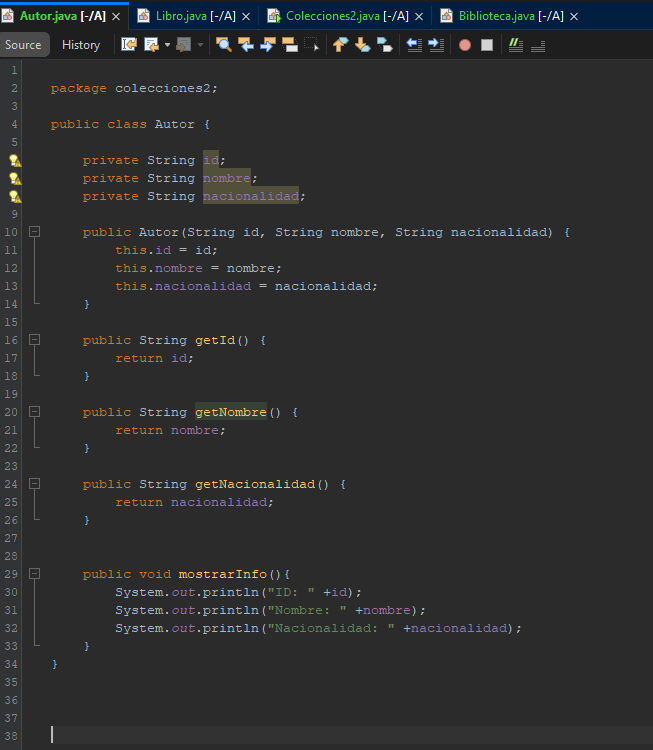 Autor.java [-/A] × Libro.java [-/A] × Colecciones2.java [-/A] × Biblioteca.java [-/A] ×
Source History
1
2 package colecciones2;
3
4 public class Autor {
5
private String id;
private String nombre;
private String nacionalidad;
9
10 public Autor(String id, String nombre, String nacionalidad) {
11 this.id = id;
12 this.nombre = nombre;
13 this.nacionalidad = nacionalidad;
14 }
15
16 public String getId() {
17 return id;
18 }
19
20 public String getNombre() {
21 return nombre;
22 }
23
24 public String getNacionalidad() {
25 return nacionalidad;
26 }
27
28
29 public void mostrarInfo(){
30 System.out.println("ID: " +id);
31 System.out.println("Nombre: " +nombre);
32 System.out.println("Nacionalidad: " +nacionalidad);
33 }
34 }
35
36
37
38